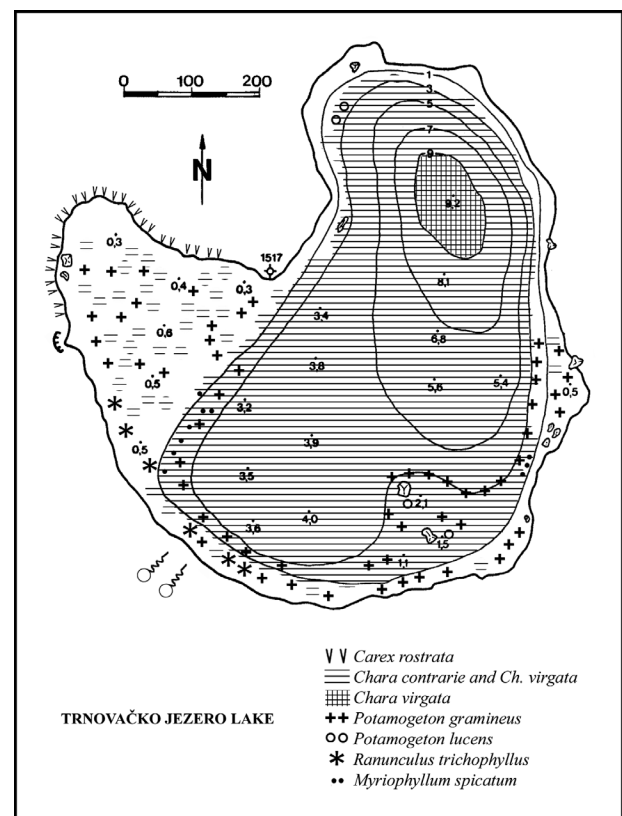 0 100 200
N
1
3
5
7
9
9,2
0,3
1517
0,4 0,3
8,1
3,4
0,6
6,8
3,8
0,5 5,6 5,4 0,5
3,2
3,9
0,5
3,5
2,1
3,6 4,0
1,5
1,1
Carex rostrata
Chara contrarie and Ch. virgata
Chara virgata
TRNOVAČKO JEZERO LAKE
Potamogeton gramineus
Potamogeton lucens
Ranunculus trichophyllus
Myriophyllum spicatum